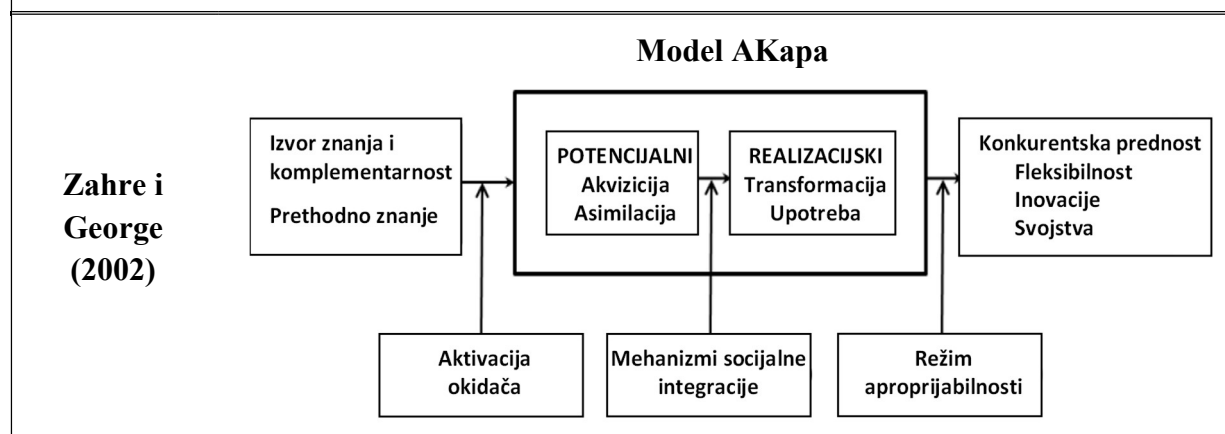 Model AKapa
Zahre i
George
(2002)
Izvor znanja i
komplementarnost
Prethodno znanje
POTENCIJALNI
Akvizicija
Asimilacija
REALIZACIJSKI
Transformacija
Upotreba
Konkurentska prednost
Fleksibilnost
Inovacije
Svojstva
Aktivacija
okidača
Mehanizmi socijalne
integracije
Režim
aproprijabilnosti